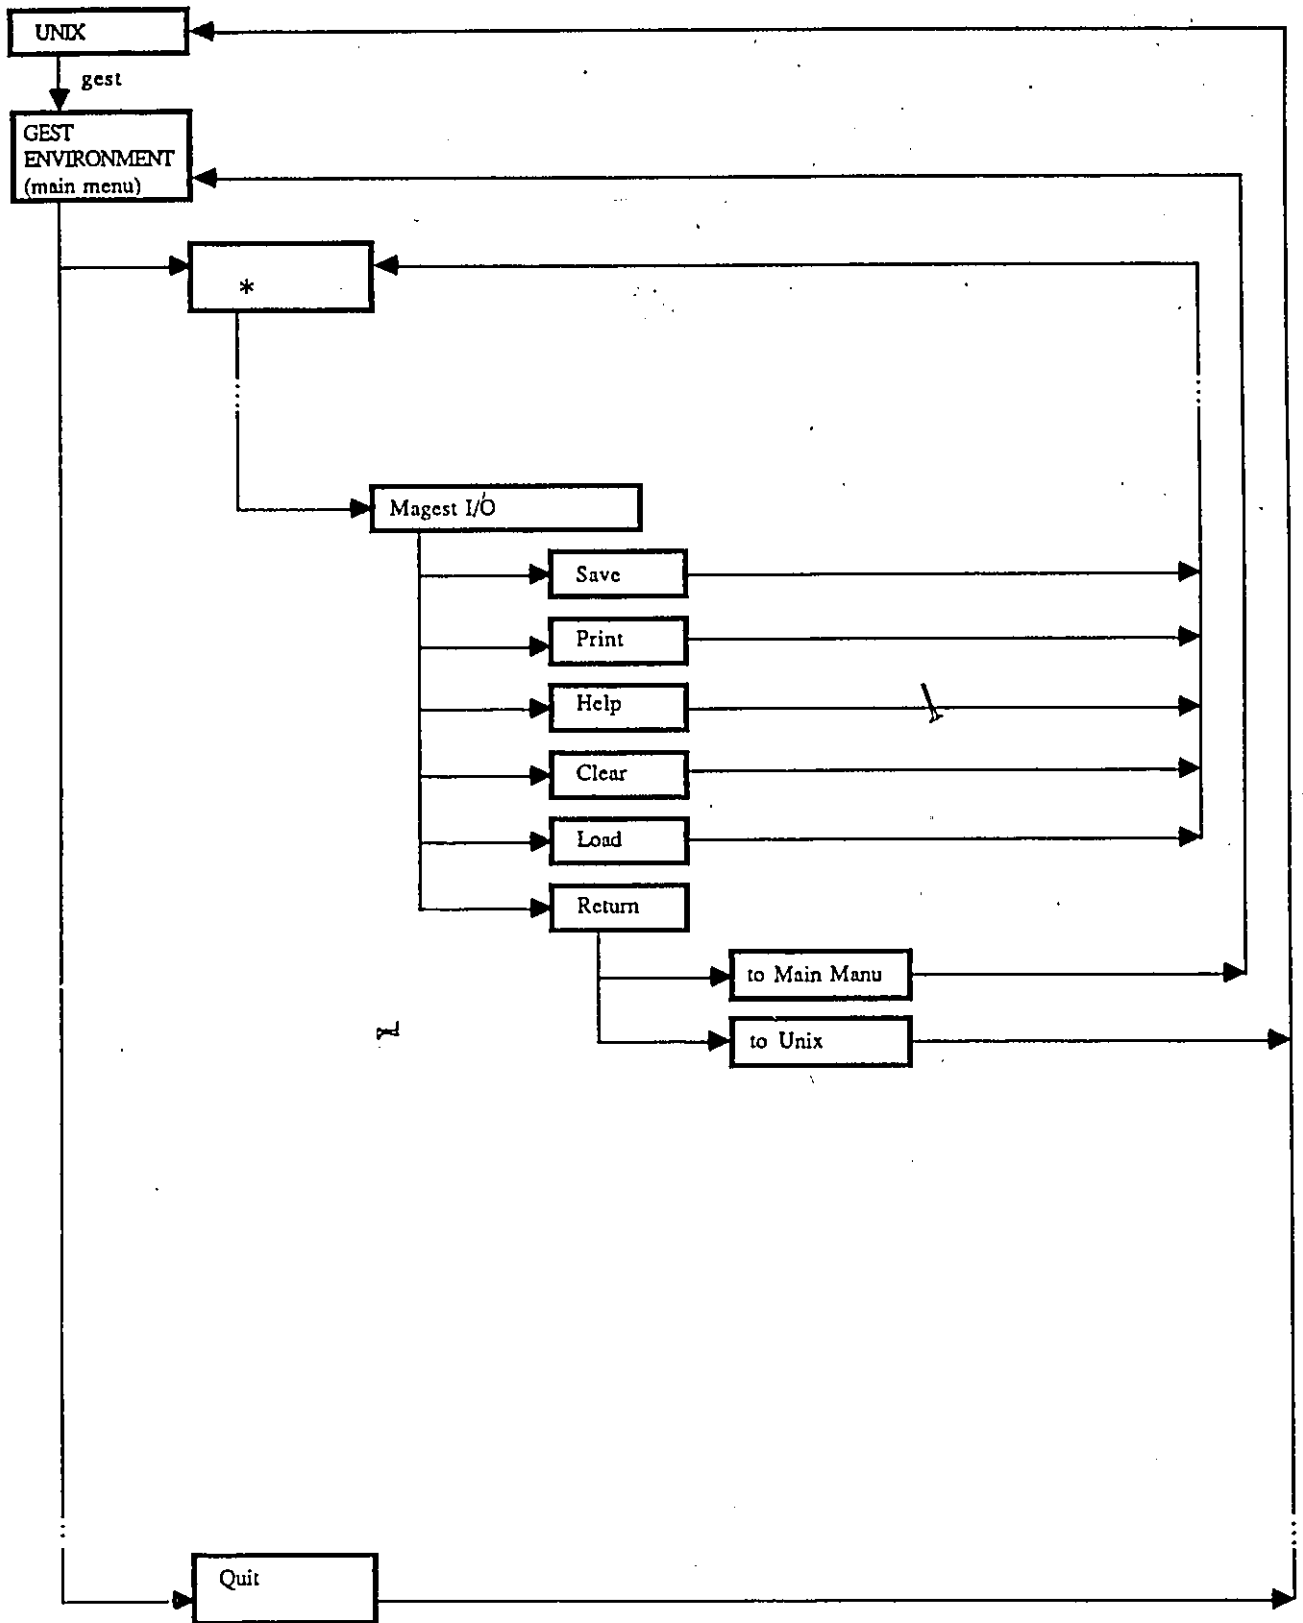 UNIX
gest
GEST
ENVIRONMENT
(main menu)
*
Magest I/O
Save
Print
Help
Clear
Load
Return
to Main Manu
to Unix
Quit